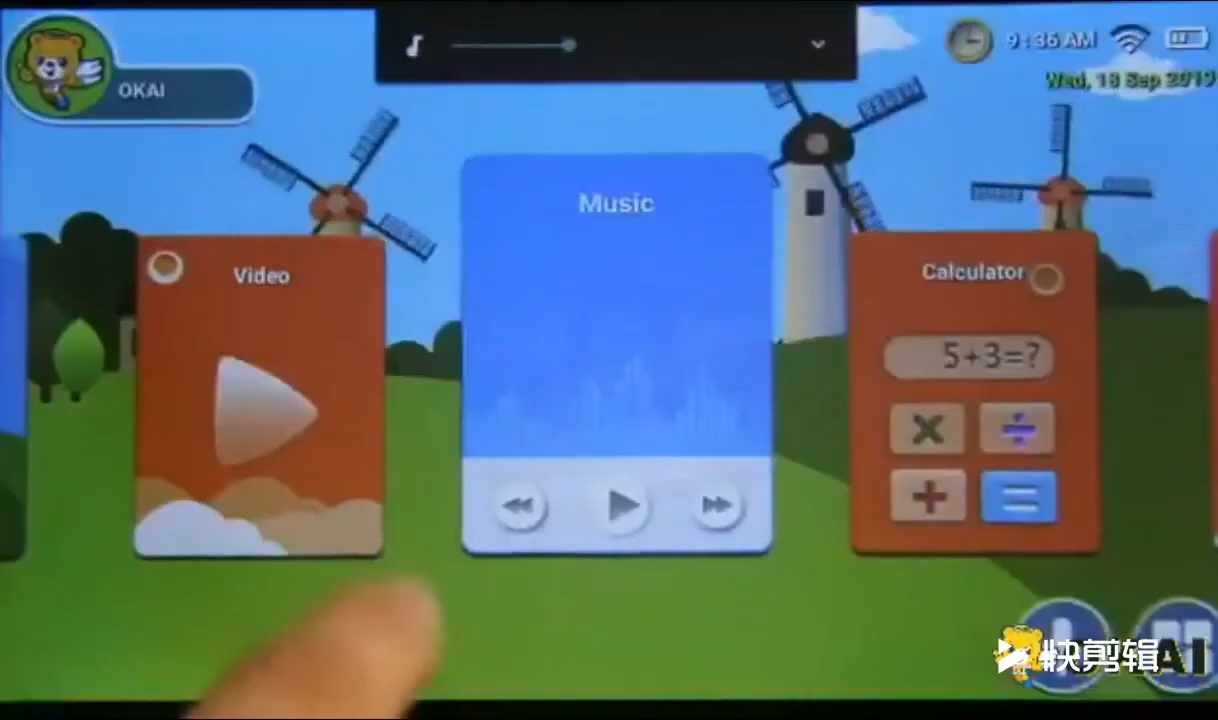 OKAI
9:36 AM
Wed, 18 Sep 2019
Music
Video
Calculator
5+3=?
快剪辑